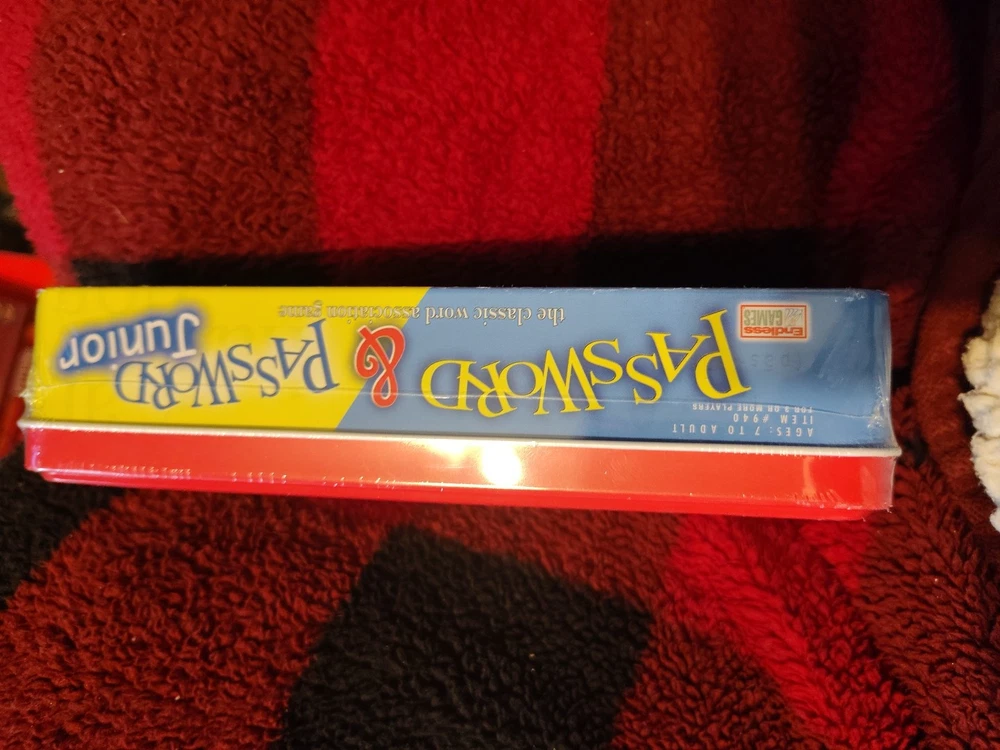 Endless
GAMES
PASSWORD
&
PASSWORD
Junior
the classic word association game
AGES: 7 TO ADULT
ITEM #940
FOR 3 OR MORE PLAYERS